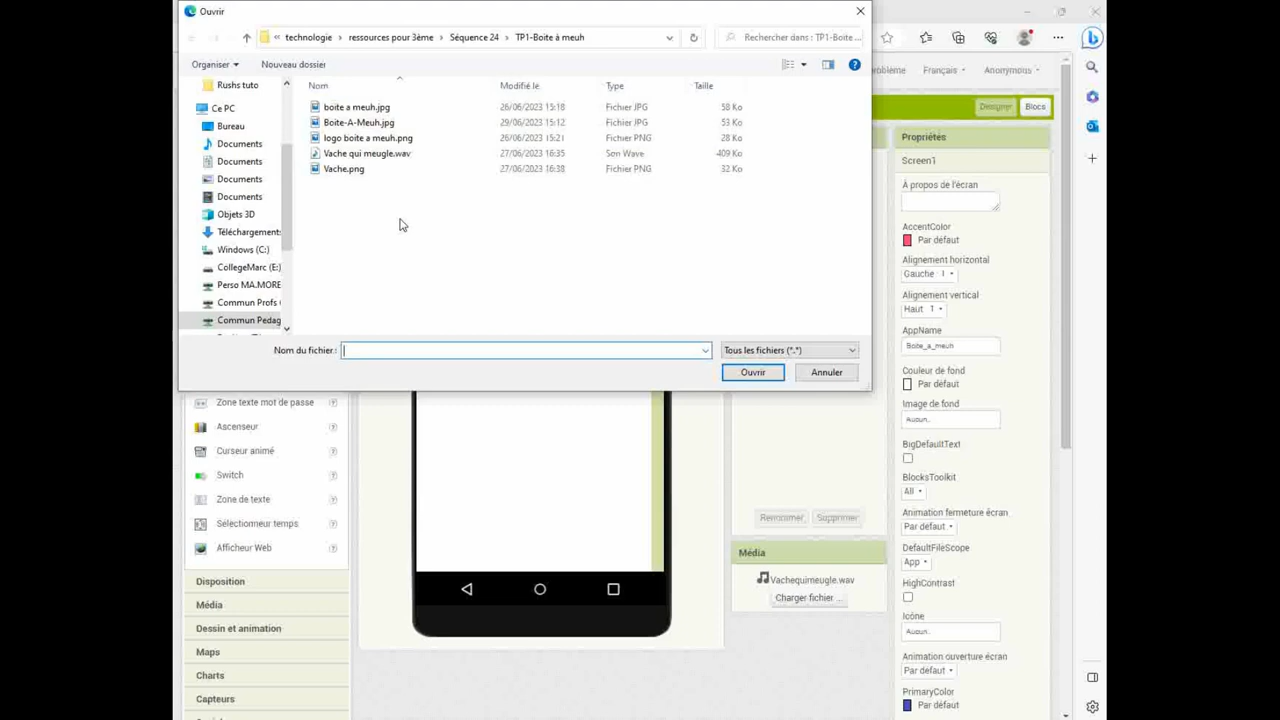 Ouvrir
« technologie › ressources pour 3ème › Séquence 24 › TP1-Boite à meuh
Rechercher dans : TP1-Boite ...
Organiser
Nouveau dossier
Rushs tuto
Ce PC
Bureau
Documents
Documents
Documents
Documents
Objets 3D
Téléchargements
Windows (C:)
CollegeMarc (E:)
Perso MA.MORE
Commun Profs (
Commun Pedag
Nom Modifié le Type Taille
boite a meuh.jpg 28/06/2023 15:18 Fichier JPG 58 Ko
Boite-A-Meuh.jpg 29/06/2023 15:12 Fichier JPG 53 Ko
logo boite a meuh.png 26/06/2023 15:21 Fichier PNG 28 Ko
Vache qui meugle.wav 27/06/2023 16:35 Son Wave 409 Ko
Vache.png 27/06/2023 16:38 Fichier PNG 32 Ko
Nom du fichier :
Tous les fichiers (*.*)
Ouvrir
Annuler
oblème
Français
Anonymous
Designer
Blocs
Zone texte mot de passe
Ascenseur
Curseur animé
Switch
Zone de texte
Sélectionneur temps
Afficheur Web
Disposition
Média
Dessin et animation
Maps
Charts
Capteurs
Renommer
Supprimer
Média
Vachequimeugle.wav
Charger fichier ...
Propriétés
Screen1
À propos de l'écran
AccentColor
Par défaut
Alignement horizontal
Gauche : 1
Alignement vertical
Haut : 1
AppName
Boite_a_meuh
Couleur de fond
Par défaut
Image de fond
Aucun...
BigDefaultText
BlocksToolkit
All
Animation fermeture écran
Par défaut
DefaultFileScope
App
HighContrast
Icône
Aucun...
Animation ouverture écran
Par défaut
PrimaryColor
Par défaut